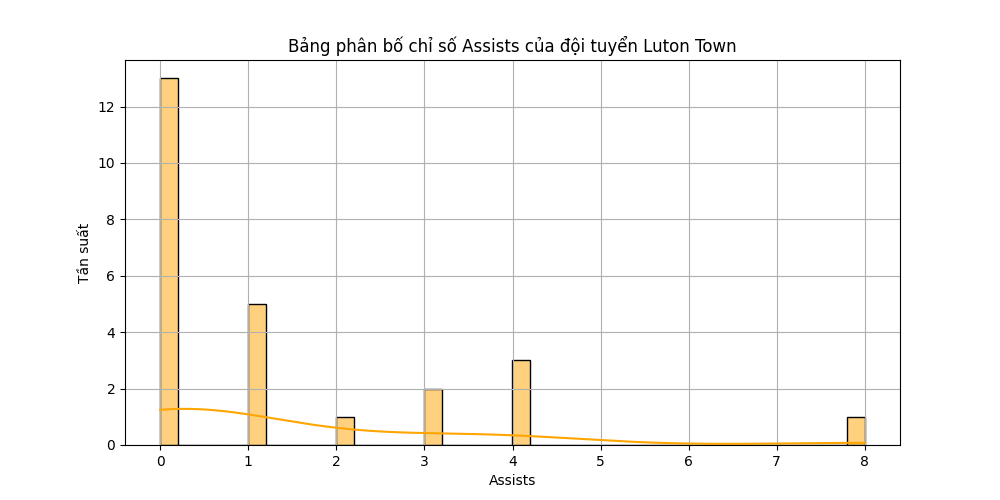 Bảng phân bố chỉ số Assists của đội tuyển Luton Town
Tần suất
12
10
8
6
4
2
0
0 1 2 3 4 5 6 7 8
Assists